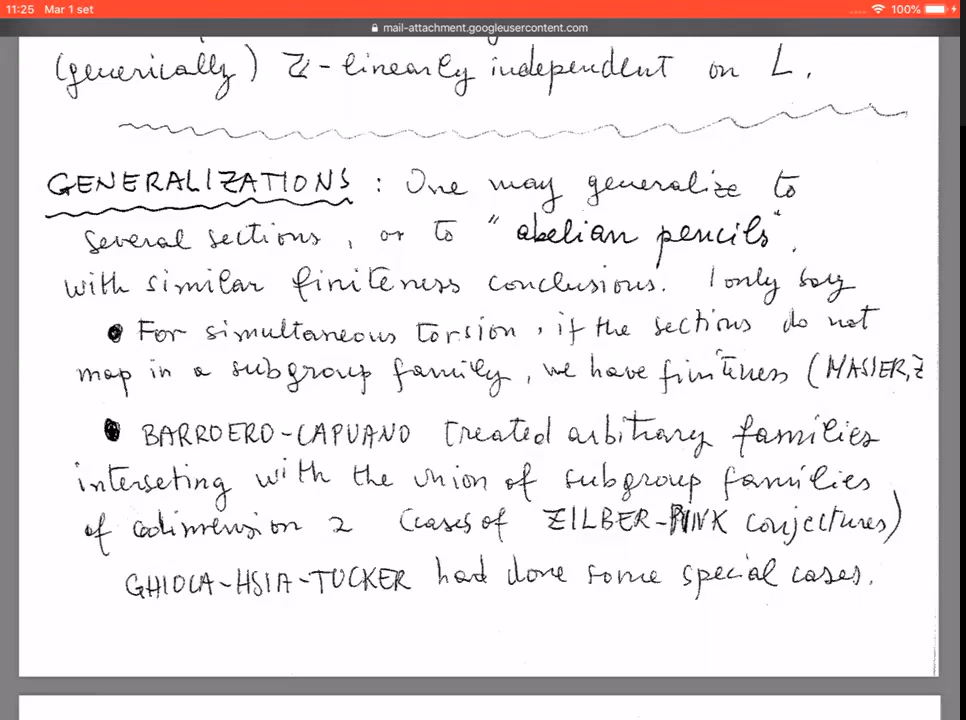 11:25 Mar 1 set
100%
mail-attachment.googleusercontent.com
(generically) Z-linearly independent on L.
GENERALIZATIONS : One may generalize to
several sections, or to "abelian pencils",
with similar finiteness conclusions. I only say
• For simultaneous torsion, if the sections do not
map in a subgroup family, we have finiteness (MASSER, Z
• BARROERO-CAPUANO treated arbitrary families
interseting with the union of subgroup families
of codimension 2 (cases of ZILBER-PINK conjectures)
GHIOCA-HSIA-TUCKER had done some special cases.